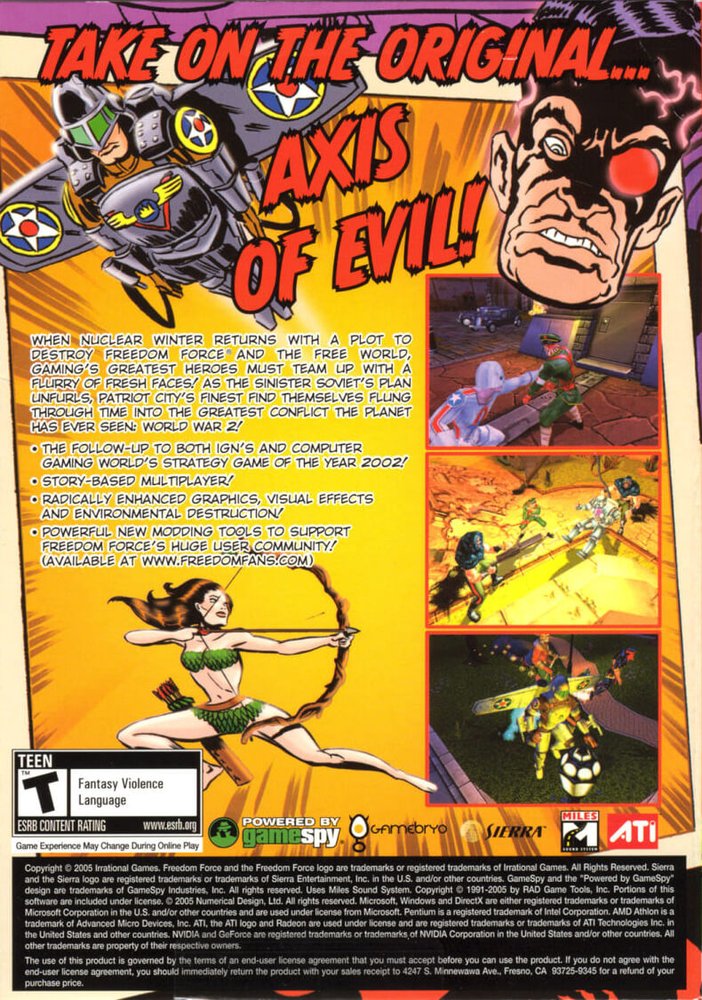 TAKE ON THE ORIGINAL...
AXIS
OF EVIL!
WHEN NUCLEAR WINTER RETURNS WITH A PLOT TO
DESTROY FREEDOM FORCE® AND THE FREE WORLD,
GAMING'S GREATEST HEROES MUST TEAM UP WITH A
FLURRY OF FRESH FACES! AS THE SINISTER SOVIET'S PLAN
UNFURLS, PATRIOT CITY'S FINEST FIND THEMSELVES FLUNG
THROUGH TIME INTO THE GREATEST CONFLICT THE PLANET
HAS EVER SEEN: WORLD WAR 2!
• THE FOLLOW-UP TO BOTH IGN'S AND COMPUTER
GAMING WORLD'S STRATEGY GAME OF THE YEAR 2002!
• STORY-BASED MULTIPLAYER!
• RADICALLY ENHANCED GRAPHICS, VISUAL EFFECTS
AND ENVIRONMENTAL DESTRUCTION!
• POWERFUL NEW MODDING TOOLS TO SUPPORT
FREEDOM FORCE'S HUGE USER COMMUNITY!
(AVAILABLE AT WWW.FREEDOMFANS.COM)
TEEN
T™
Fantasy Violence
Language
ESRB CONTENT RATING www.esrb.org
Game Experience May Change During Online Play
POWERED BY
gamespy
GAMEBRYO
SIERRA
MILES
SOUND SYSTEM
ATI
Copyright © 2005 Irrational Games. Freedom Force and the Freedom Force logo are trademarks or registered trademarks of Irrational Games. All Rights Reserved. Sierra
and the Sierra logo are registered trademarks or trademarks of Sierra Entertainment, Inc. in the U.S. and/or other countries. GameSpy and the "Powered by GameSpy"
design are trademarks of GameSpy Industries, Inc. All rights reserved. Uses Miles Sound System. Copyright © 1991-2005 by RAD Game Tools, Inc. Portions of this
software are included under license. © 2005 Numerical Design, Ltd. All rights reserved. Microsoft, Windows and DirectX are either registered trademarks or trademarks of
Microsoft Corporation in the U.S. and/or other countries and are used under license from Microsoft. Pentium is a registered trademark of Intel Corporation. AMD Athlon is a
trademark of Advanced Micro Devices, Inc. ATI, the ATI logo and Radeon are used under license and are registered trademarks or trademarks of ATI Technologies Inc. in
the United States and other countries. NVIDIA and GeForce are registered trademarks or trademarks of NVIDIA Corporation in the United States and/or other countries. All
other trademarks are property of their respective owners.
The use of this product is governed by the terms of an end-user license agreement that you must accept before you can use the product. If you do not agree with the
end-user license agreement, you should immediately return the product with your sales receipt to 4247 S. Minnewawa Ave., Fresno, CA 93725-9345 for a refund of your
purchase price.